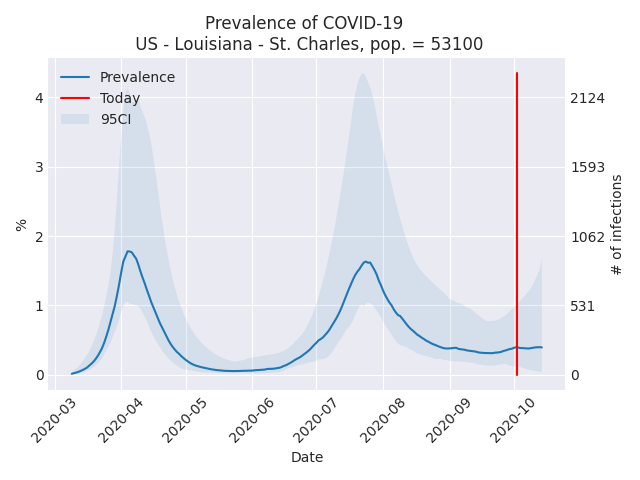 Prevalence of COVID-19
US - Louisiana - St. Charles, pop. = 53100
Prevalence
Today
95CI
4
3
2
1
0
%
2124
1593
1062
531
0
# of infections
2020-03
2020-04
2020-05
2020-06
2020-07
2020-08
2020-09
2020-10
Date